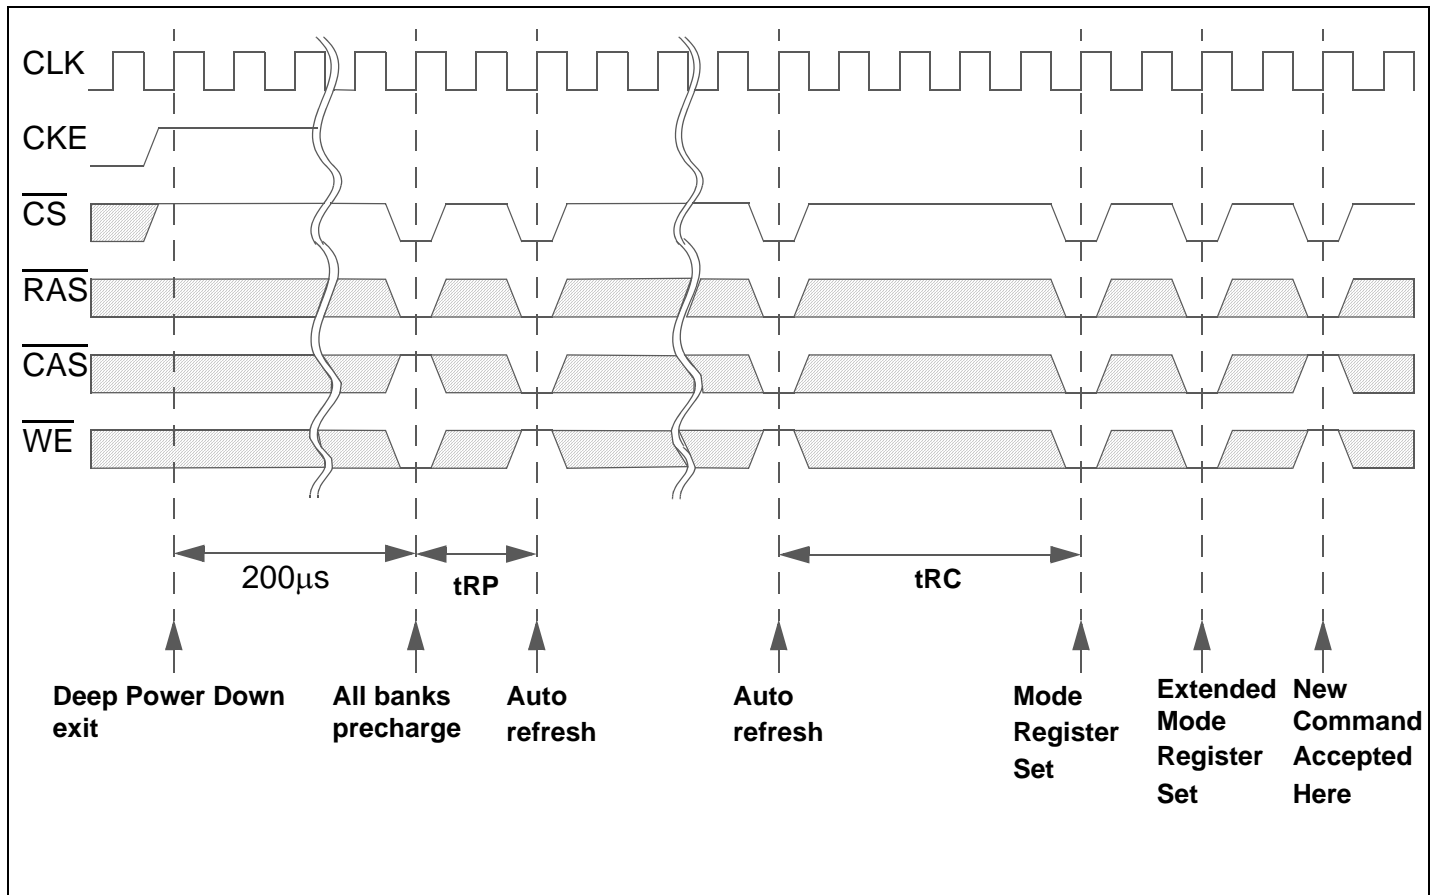 CLK
CKE
CS
RAS
CAS
WE
200μs
tRP
tRC
Deep Power Down
exit
All banks
precharge
Auto
refresh
Auto
refresh
Mode
Register
Set
Extended
Mode
Register
Set
New
Command
Accepted
Here